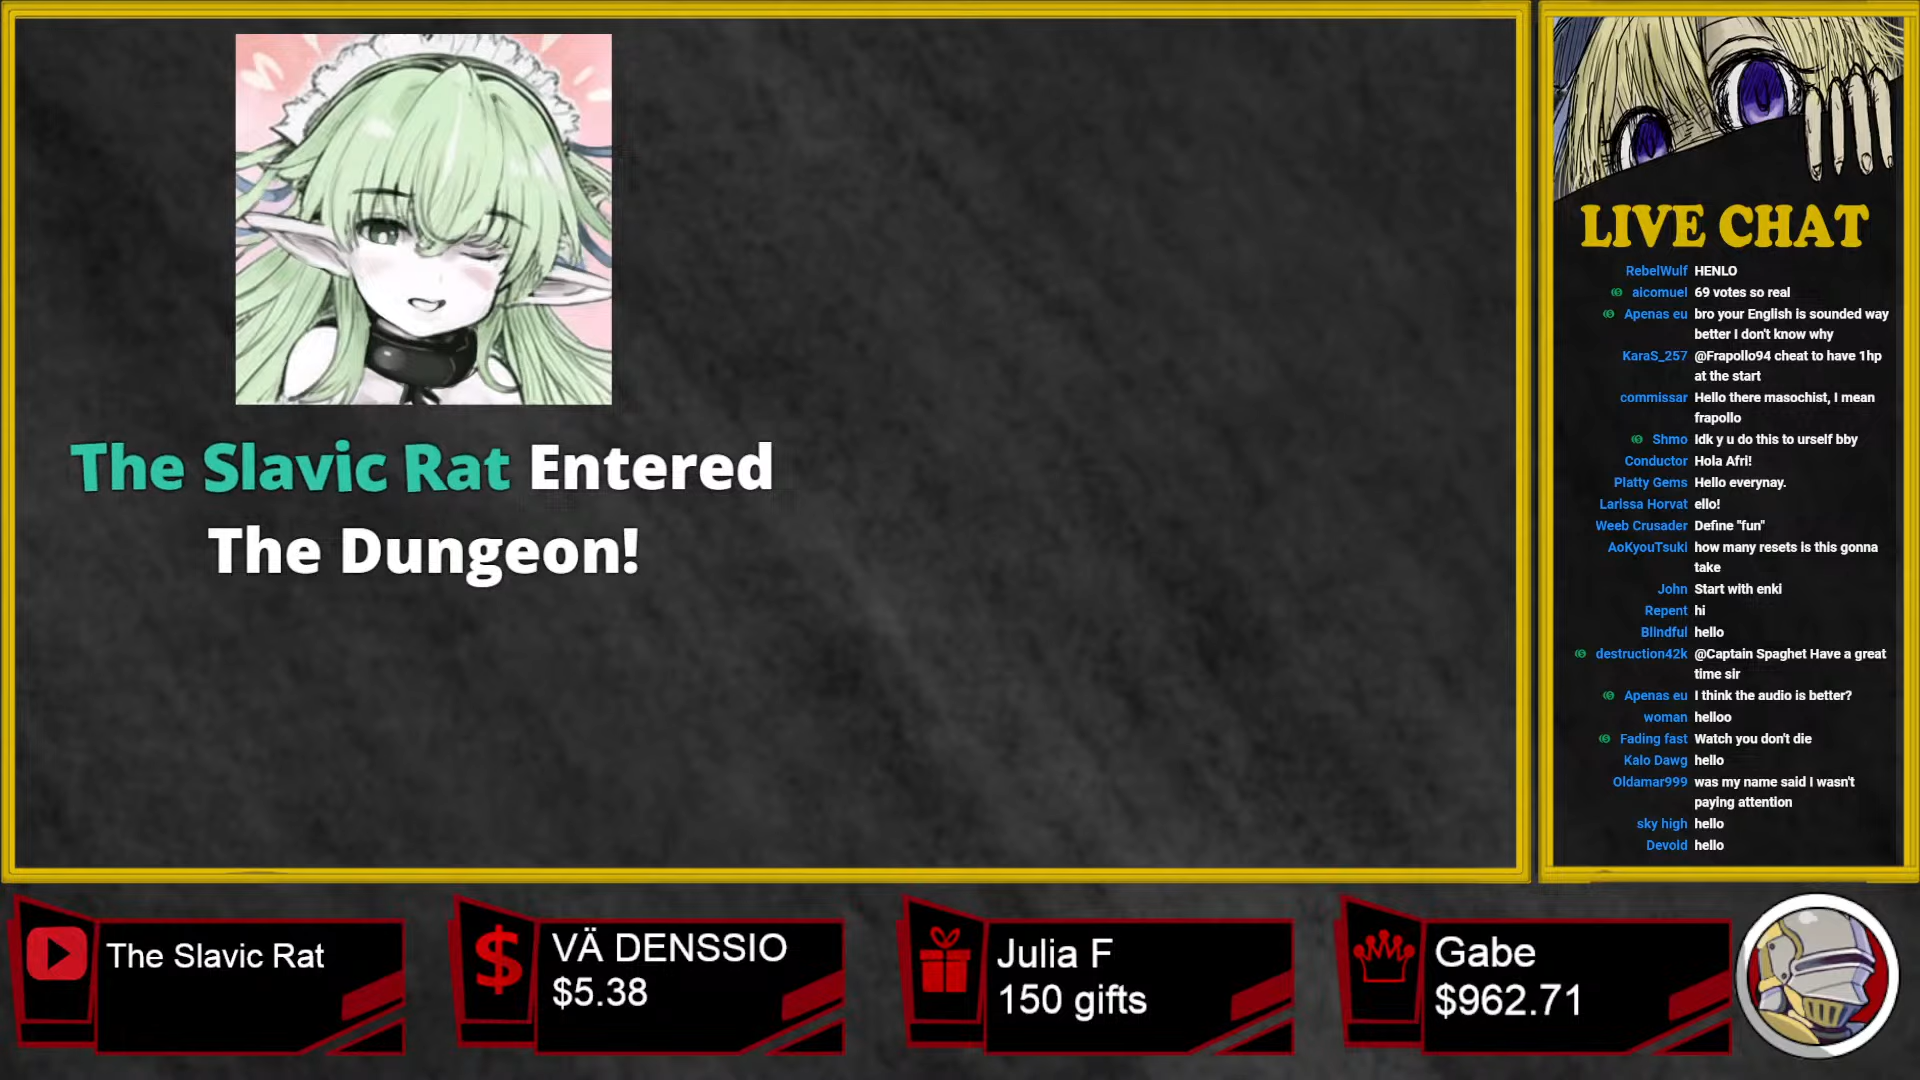 The Slavic Rat Entered
The Dungeon!
LIVE CHAT
RebelWulf HENLO
aicomuel 69 votes so real
Apenas eu bro your English is sounded way
better I don't know why
KaraS_257 @Frapollo94 cheat to have 1hp
at the start
commissar Hello there masochist, I mean
frapollo
Shmo Idk y u do this to urself bby
Conductor Hola Afri!
Platty Gems Hello everynay.
Larissa Horvat ello!
Weeb Crusader Define "fun"
AoKyouTsuki how many resets is this gonna
take
John Start with enki
Repent hi
Blindful hello
destruction42k @Captain Spaghet Have a great
time sir
Apenas eu I think the audio is better?
woman helloo
Fading fast Watch you don't die
Kalo Dawg hello
Oldamar999 was my name said I wasn't
paying attention
sky high hello
Devold hello
The Slavic Rat
VÄ DENSSIO
$5.38
Julia F
150 gifts
Gabe
$962.71